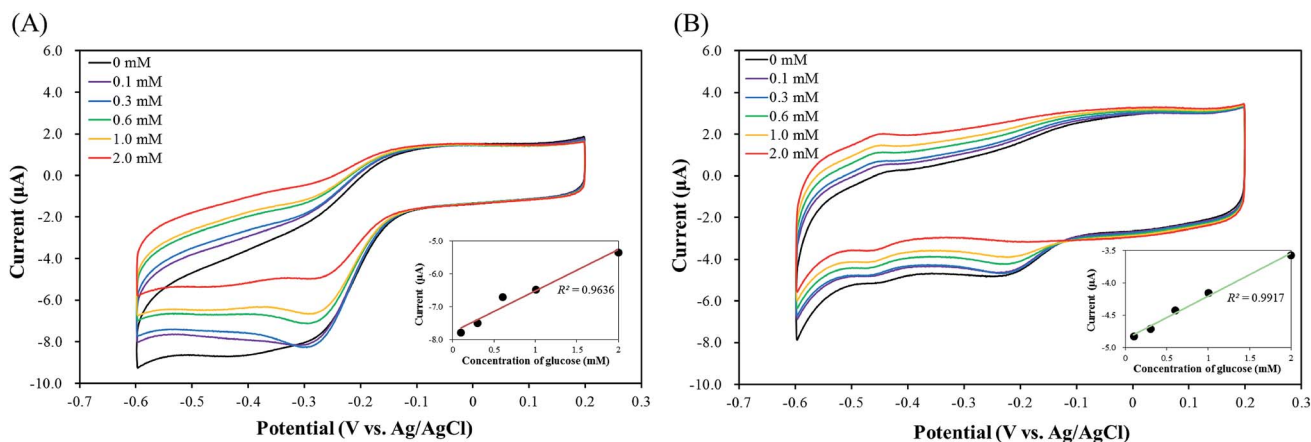 (A)
6.0
4.0
2.0
0.0
-2.0
-4.0
-6.0
-8.0
-10.0
Current (µA)
0 mM
0.1 mM
0.3 mM
0.6 mM
1.0 mM
2.0 mM
-0.7 -0.6 -0.5 -0.4 -0.3 -0.2 -0.1 0 0.1 0.2 0.3
Potential (V vs. Ag/AgCl)
-5.0
-6.0
-7.0
-8.0
Current (µA)
R² = 0.9636
0 1 2
Concentration of glucose (mM)
(B)
6.0
4.0
2.0
0.0
-2.0
-4.0
-6.0
-8.0
-10.0
Current (µA)
0 mM
0.1 mM
0.3 mM
0.6 mM
1.0 mM
2.0 mM
-0.7 -0.6 -0.5 -0.4 -0.3 -0.2 -0.1 0 0.1 0.2 0.3
Potential (V vs. Ag/AgCl)
-3.5
-4.0
-4.5
-5.0
Current (µA)
R² = 0.9917
0 1 2
Concentration of glucose (mM)